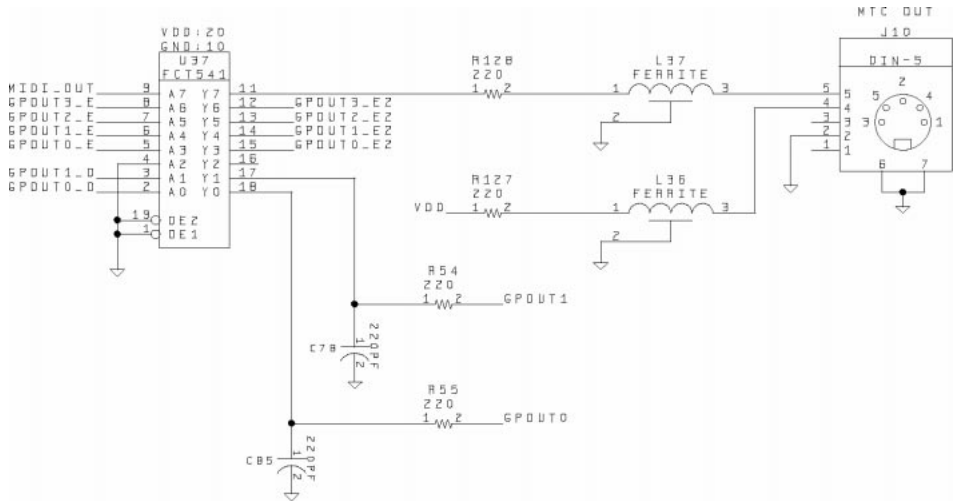 MTC OUT
J10
DIN-5
VDD:20
GND:10
U37
FCT541
MIDI_OUT 9 A7 Y7 11
GPOUT3_E 8 A6 Y6 12 GPOUT3_E2
GPOUT2_E 7 A5 Y5 13 GPOUT2_E2
GPOUT1_E 6 A4 Y4 14 GPOUT1_E2
GPOUT0_E 5 A3 Y3 15 GPOUT0_E2
4 A2 Y2 16
GPOUT1_D 3 A1 Y1 17
GPOUT0_D 2 A0 Y0 18
19 OE2
1 OE1
R128
220
1 2
L37
FERRITE
1 3
2
5 5
4 4
3 3
2 2
1 1
2
5 4
3 1
6 7
R127
220
VDD 1 2
L36
FERRITE
1 3
2
R54
220
1 2 GPOUT1
C78 1 2 220PF
R55
220
1 2 GPOUT0
C85 1 2 220PF